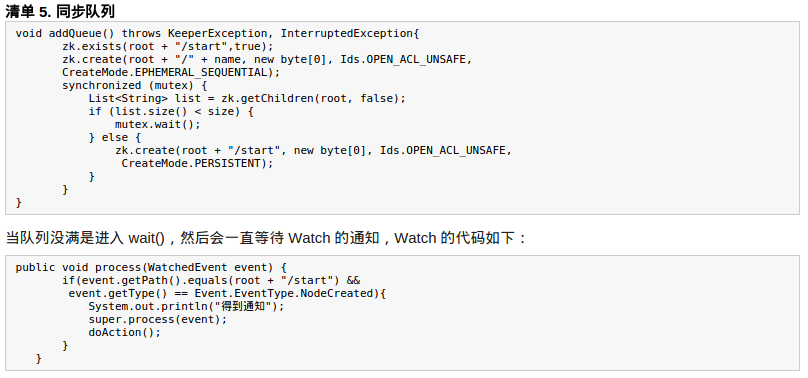 清单 5. 同步队列
void addQueue() throws KeeperException, InterruptedException{
zk.exists(root + "/start",true);
zk.create(root + "/" + name, new byte[0], Ids.OPEN_ACL_UNSAFE,
CreateMode.EPHEMERAL_SEQUENTIAL);
synchronized (mutex) {
List<String> list = zk.getChildren(root, false);
if (list.size() < size) {
mutex.wait();
} else {
zk.create(root + "/start", new byte[0], Ids.OPEN_ACL_UNSAFE,
CreateMode.PERSISTENT);
}
}
}
当队列没满是进入 wait()，然后会一直等待 Watch 的通知，Watch 的代码如下：
public void process(WatchedEvent event) {
if(event.getPath().equals(root + "/start") &&
event.getType() == Event.EventType.NodeCreated){
System.out.println("得到通知");
super.process(event);
doAction();
}
}